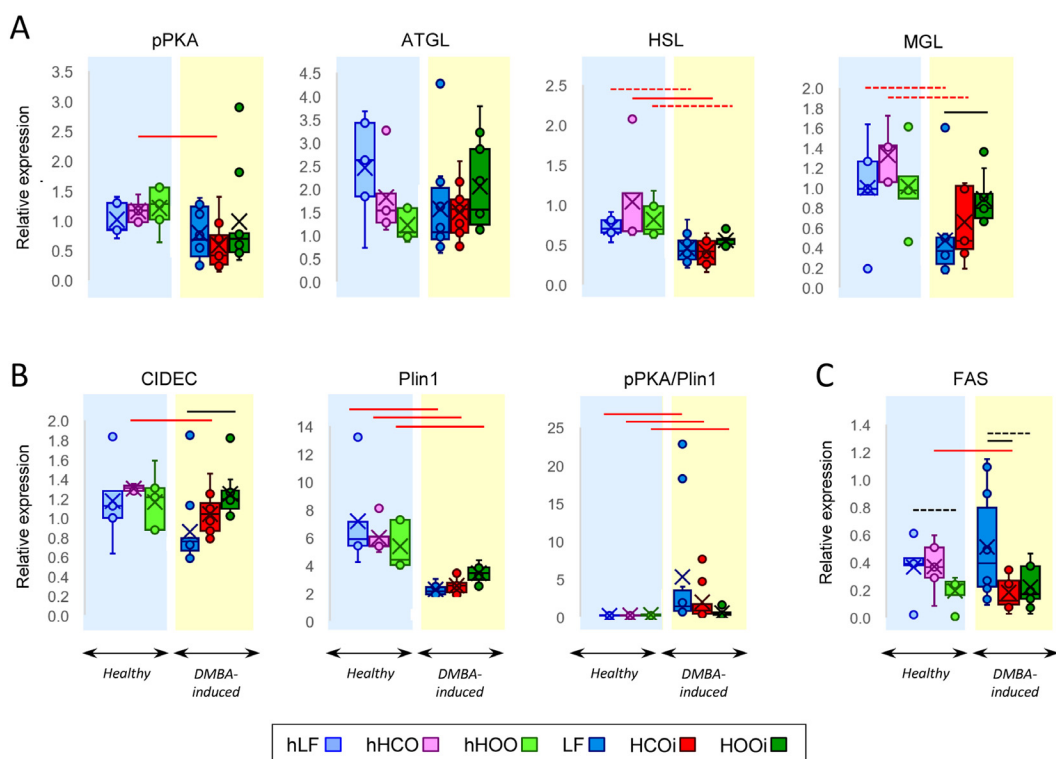 A
pPKA
ATGL
HSL
MGL
Relative expression
3.5
3.0
2.5
2.0
1.5
1.0
0.5
0.0
4.5
4.0
3.5
3.0
2.5
2.0
1.5
1.0
0.5
0.0
2.5
2.0
1.5
1.0
0.5
0.0
2.0
1.8
1.6
1.4
1.2
1.0
0.8
0.6
0.4
0.2
0.0
B
CIDEC
Plin1
pPKA/Plin1
Relative expression
2.0
1.8
1.6
1.4
1.2
1.0
0.8
0.6
0.4
0.2
0.0
14
12
10
8
6
4
2
0
25
20
15
10
5
0
C
FAS
Relative expression
1.4
1.2
1.0
0.8
0.6
0.4
0.2
0.0
Healthy
DMBA-
induced
Healthy
DMBA-
induced
Healthy
DMBA-
induced
Healthy
DMBA-
induced
hLF hHCO hHOO LF HCOi HOOi